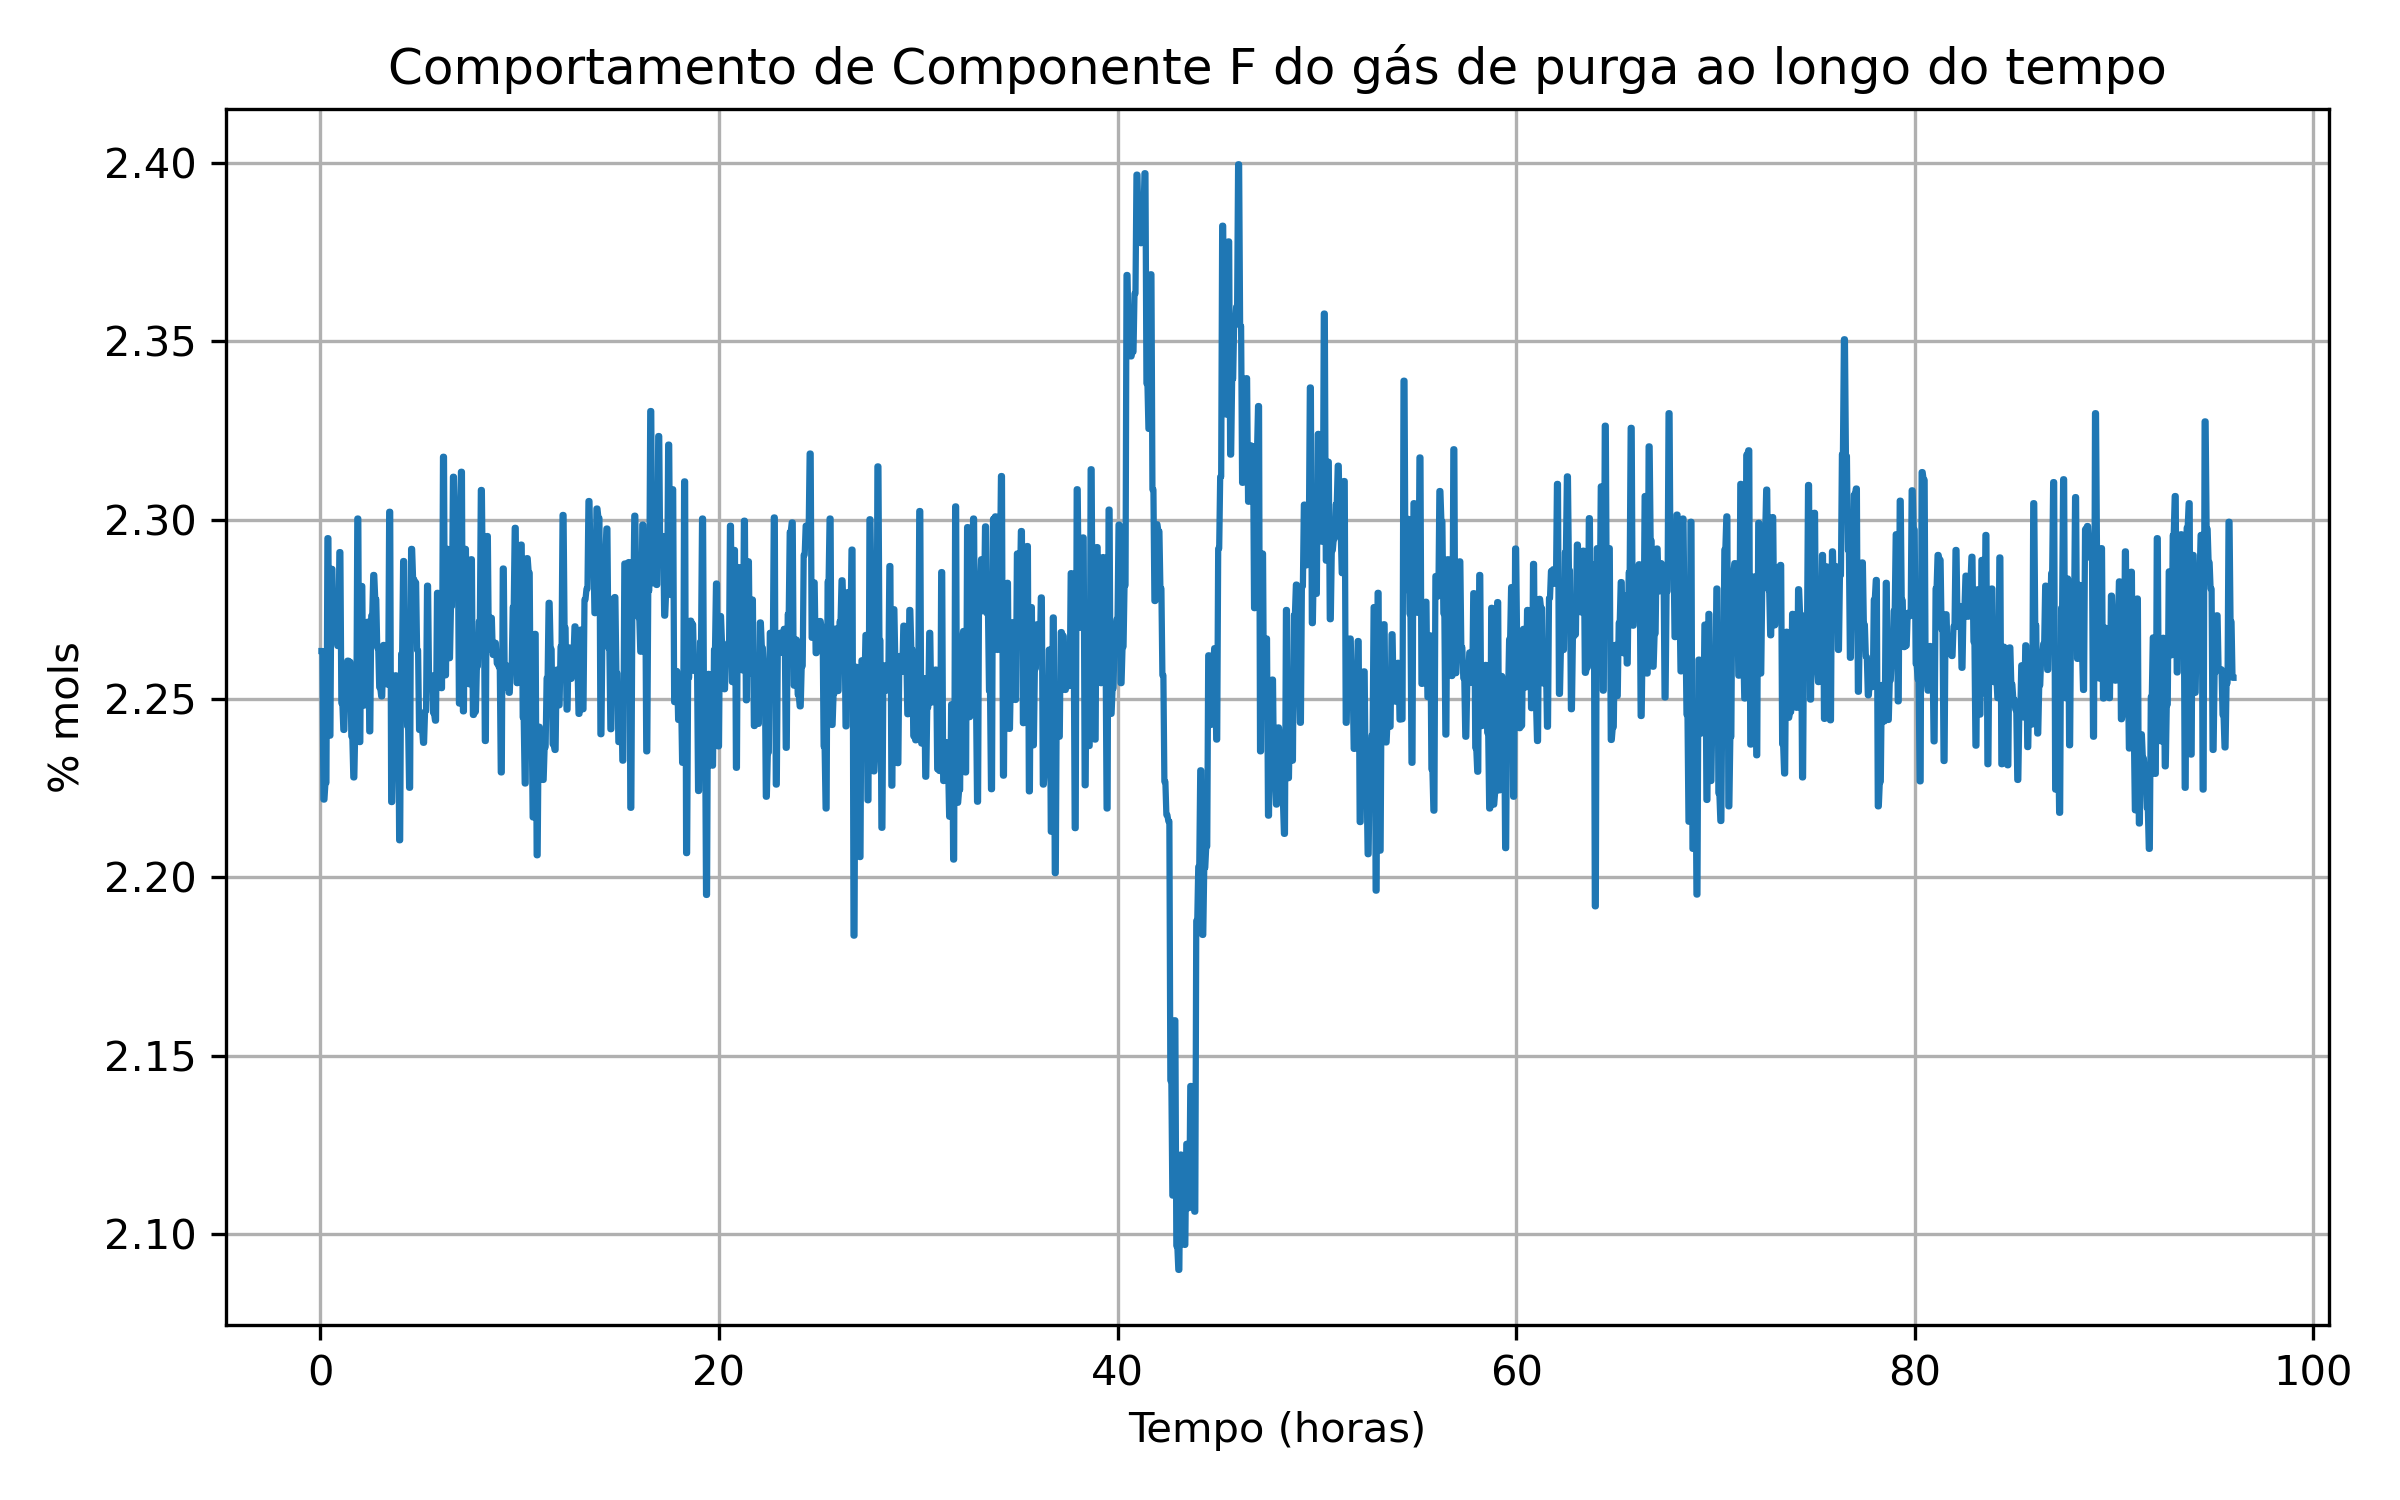 Comportamento de Componente F do gás de purga ao longo do tempo
2.40
2.35
2.30
2.25
2.20
2.15
2.10
% mols
0 20 40 60 80 100
Tempo (horas)